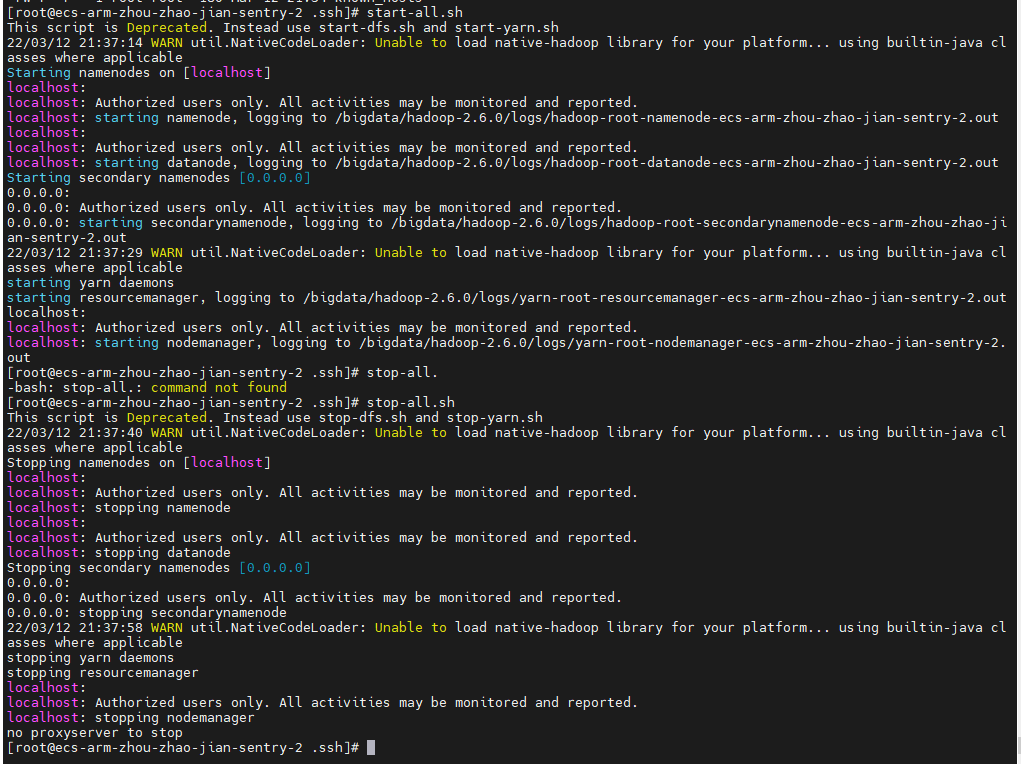 [root@ecs-arm-zhou-zhao-jian-sentry-2 .ssh]# start-all.sh
This script is Deprecated. Instead use start-dfs.sh and start-yarn.sh
22/03/12 21:37:14 WARN util.NativeCodeLoader: Unable to load native-hadoop library for your platform... using builtin-java cl
asses where applicable
Starting namenodes on [localhost]
localhost:
localhost: Authorized users only. All activities may be monitored and reported.
localhost: starting namenode, logging to /bigdata/hadoop-2.6.0/logs/hadoop-root-namenode-ecs-arm-zhou-zhao-jian-sentry-2.out
localhost:
localhost: Authorized users only. All activities may be monitored and reported.
localhost: starting datanode, logging to /bigdata/hadoop-2.6.0/logs/hadoop-root-datanode-ecs-arm-zhou-zhao-jian-sentry-2.out
Starting secondary namenodes [0.0.0.0]
0.0.0.0:
0.0.0.0: Authorized users only. All activities may be monitored and reported.
0.0.0.0: starting secondarynamenode, logging to /bigdata/hadoop-2.6.0/logs/hadoop-root-secondarynamenode-ecs-arm-zhou-zhao-ji
an-sentry-2.out
22/03/12 21:37:29 WARN util.NativeCodeLoader: Unable to load native-hadoop library for your platform... using builtin-java cl
asses where applicable
starting yarn daemons
starting resourcemanager, logging to /bigdata/hadoop-2.6.0/logs/yarn-root-resourcemanager-ecs-arm-zhou-zhao-jian-sentry-2.out
localhost:
localhost: Authorized users only. All activities may be monitored and reported.
localhost: starting nodemanager, logging to /bigdata/hadoop-2.6.0/logs/yarn-root-nodemanager-ecs-arm-zhou-zhao-jian-sentry-2.
out
[root@ecs-arm-zhou-zhao-jian-sentry-2 .ssh]# stop-all.
-bash: stop-all.: command not found
[root@ecs-arm-zhou-zhao-jian-sentry-2 .ssh]# stop-all.sh
This script is Deprecated. Instead use stop-dfs.sh and stop-yarn.sh
22/03/12 21:37:40 WARN util.NativeCodeLoader: Unable to load native-hadoop library for your platform... using builtin-java cl
asses where applicable
Stopping namenodes on [localhost]
localhost:
localhost: Authorized users only. All activities may be monitored and reported.
localhost: stopping namenode
localhost:
localhost: Authorized users only. All activities may be monitored and reported.
localhost: stopping datanode
Stopping secondary namenodes [0.0.0.0]
0.0.0.0:
0.0.0.0: Authorized users only. All activities may be monitored and reported.
0.0.0.0: stopping secondarynamenode
22/03/12 21:37:58 WARN util.NativeCodeLoader: Unable to load native-hadoop library for your platform... using builtin-java cl
asses where applicable
stopping yarn daemons
stopping resourcemanager
localhost:
localhost: Authorized users only. All activities may be monitored and reported.
localhost: stopping nodemanager
no proxyserver to stop
[root@ecs-arm-zhou-zhao-jian-sentry-2 .ssh]#